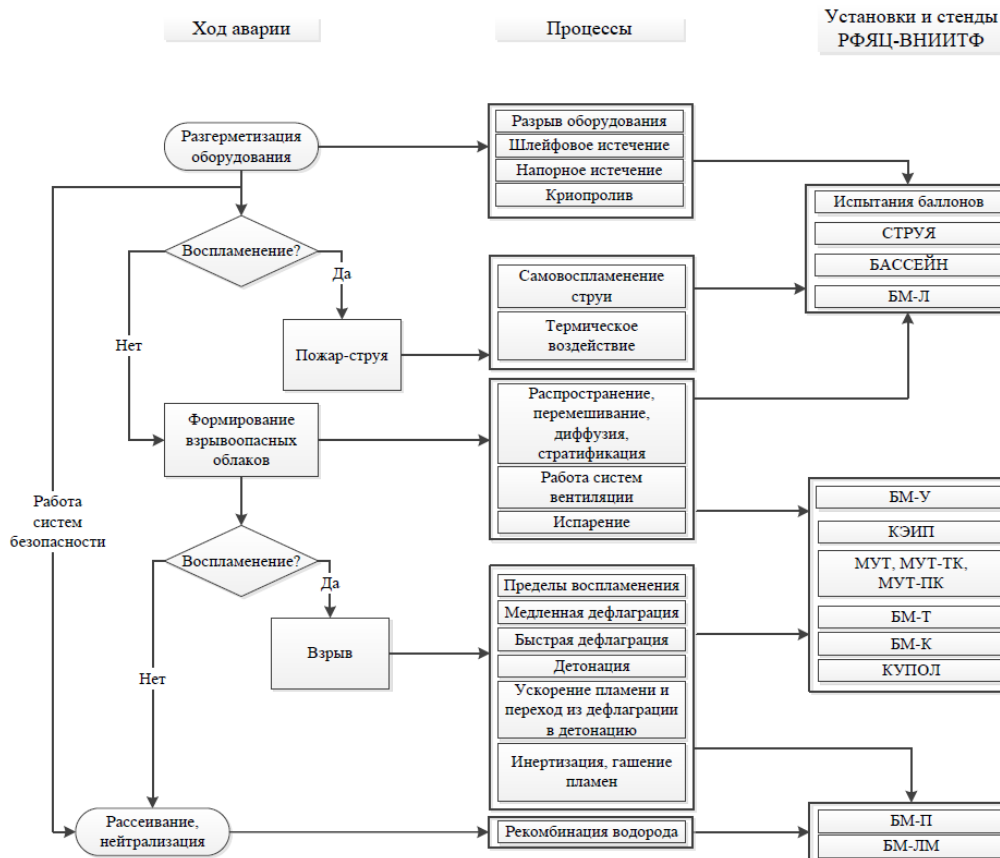 Ход аварии
Процессы
Установки и стенды
РФЯЦ-ВНИИТФ
Разгерметизация
оборудования
Разрыв оборудования
Шлейфовое истечение
Напорное истечение
Криопролив
Испытания баллонов
СТРУЯ
БАССЕЙН
БМ-Л
Воспламенение?
Да
Нет
Пожар-струя
Самовоспламенение
струи
Термическое
воздействие
Формирование
взрывоопасных
облаков
Распространение,
перемешивание,
диффузия,
стратификация
Работа систем
вентиляции
Испарение
Работа
систем
безопасности
БМ-У
КЭИП
МУТ, МУТ-ТК,
МУТ-ПК
БМ-Т
БМ-К
КУПОЛ
Воспламенение?
Да
Нет
Взрыв
Пределы воспламенения
Медленная дефлаграция
Быстрая дефлаграция
Детонация
Ускорение пламени и
переход из дефлаграции
в детонацию
Инертизация, гашение
пламен
Рассеивание,
нейтрализация
Рекомбинация водорода
БМ-П
БМ-ЛМ